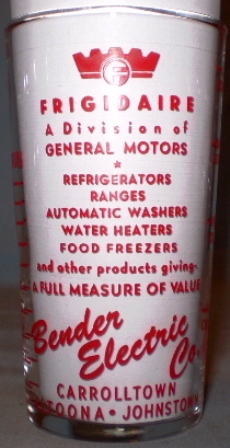 F
FRIGIDAIRE
A Division of
GENERAL MOTORS
*
REFRIGERATORS
RANGES
AUTOMATIC WASHERS
WATER HEATERS
FOOD FREEZERS
and other products giving-
A FULL MEASURE OF VALUE
Bender
Electric
Co.
CARROLLTOWN
JOHNSTOWN